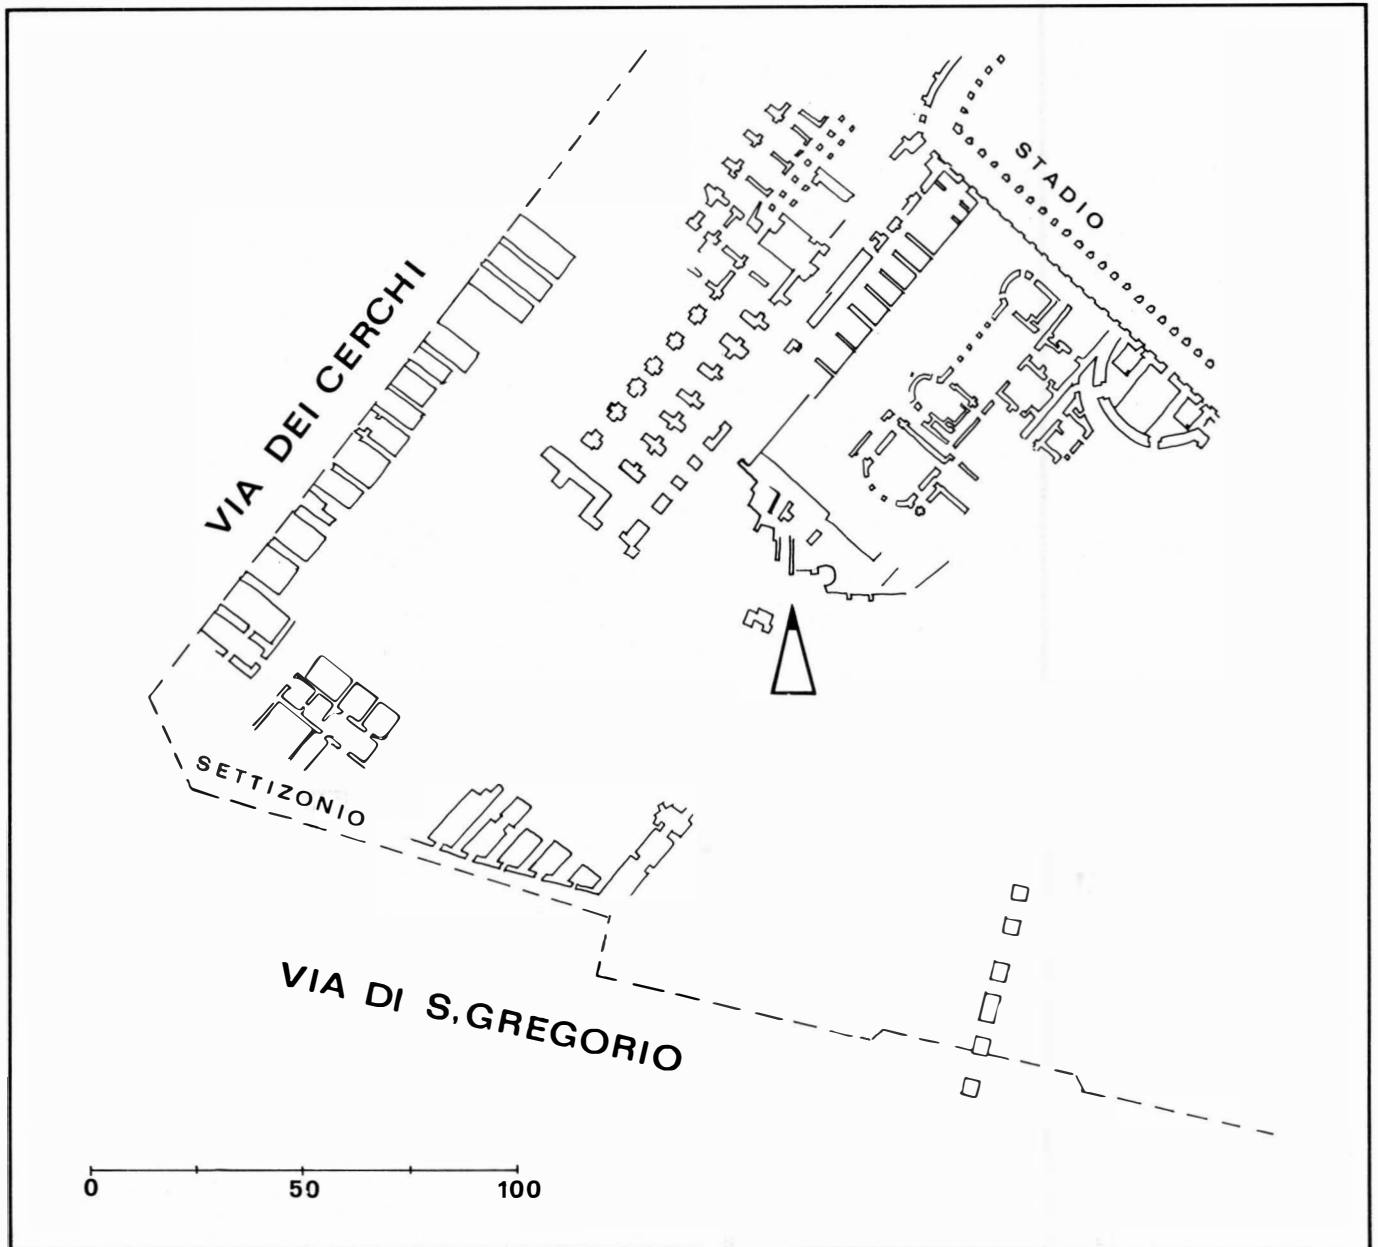 STADIO
VIA DEI CERCHI
SETTIZONIO
VIA DI S.GREGORIO
0 50 100